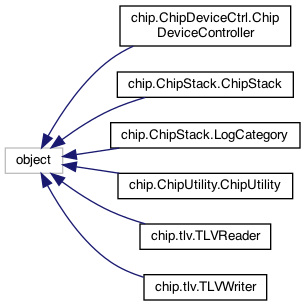 chip.ChipDeviceCtrl.Chip
DeviceController
chip.ChipStack.ChipStack
chip.ChipStack.LogCategory
object
chip.ChipUtility.ChipUtility
chip.tlv.TLVReader
chip.tlv.TLVWriter